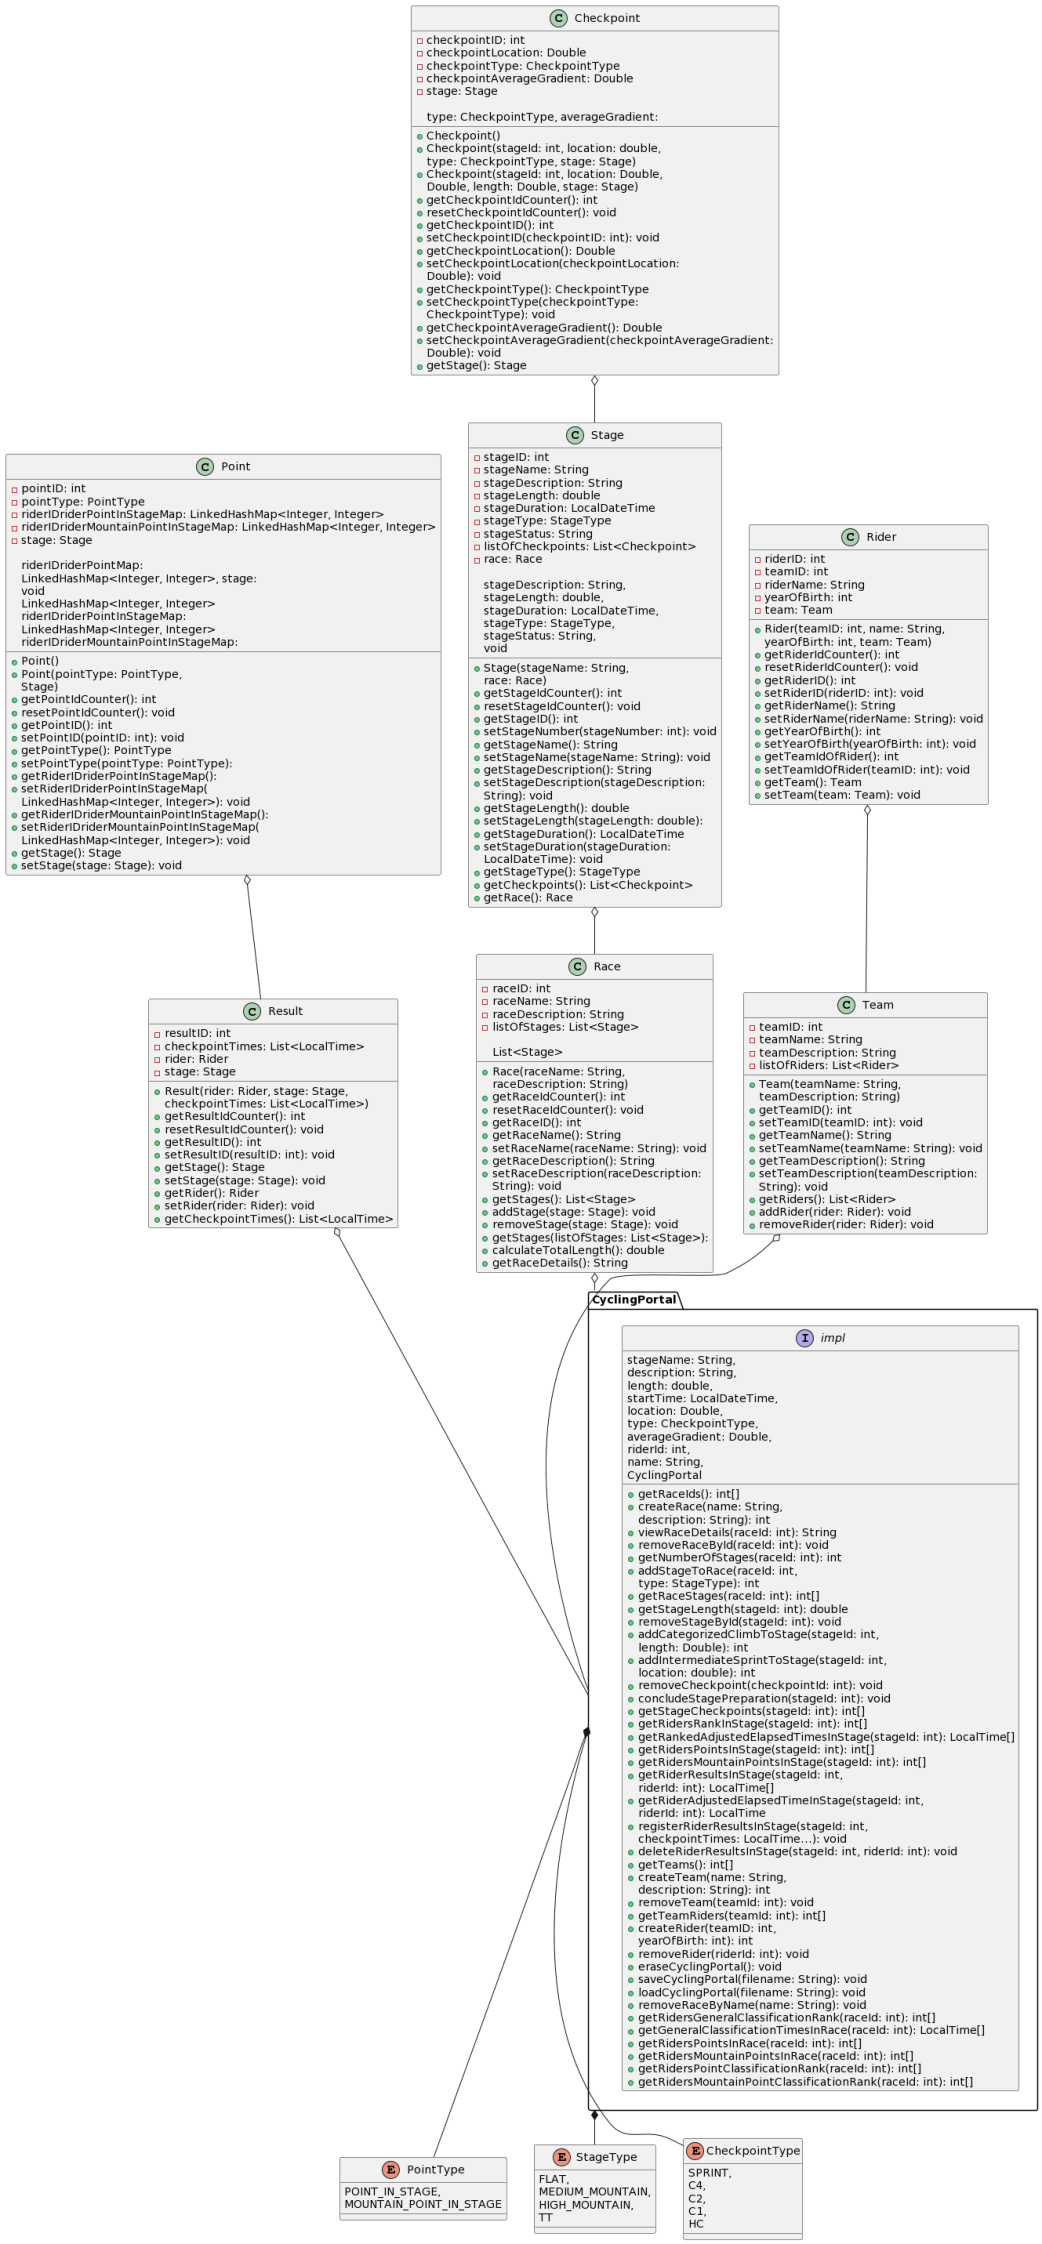 C Checkpoint
checkpointID: int
checkpointLocation: Double
checkpointType: CheckpointType
checkpointAverageGradient: Double
stage: Stage
type: CheckpointType, averageGradient:
Checkpoint()
Checkpoint(stageId: int, location: double,
type: CheckpointType, stage: Stage)
Checkpoint(stageId: int, location: Double,
Double, length: Double, stage: Stage)
getCheckpointIdCounter(): int
resetCheckpointIdCounter(): void
getCheckpointID(): int
setCheckpointID(checkpointID: int): void
getCheckpointLocation(): Double
setCheckpointLocation(checkpointLocation:
Double): void
getCheckpointType(): CheckpointType
setCheckpointType(checkpointType:
CheckpointType): void
getCheckpointAverageGradient(): Double
setCheckpointAverageGradient(checkpointAverageGradient:
Double): void
getStage(): Stage
C Point
pointID: int
pointType: PointType
riderIDriderPointInStageMap: LinkedHashMap<Integer, Integer>
riderIDriderMountainPointInStageMap: LinkedHashMap<Integer, Integer>
stage: Stage
riderIDriderPointMap:
LinkedHashMap<Integer, Integer>, stage:
void
LinkedHashMap<Integer, Integer>
riderIDriderPointInStageMap:
LinkedHashMap<Integer, Integer>
riderIDriderMountainPointInStageMap:
Point()
Point(pointType: PointType,
Stage)
getPointIdCounter(): int
resetPointIdCounter(): void
getPointID(): int
setPointID(pointID: int): void
getPointType(): PointType
setPointType(pointType: PointType):
getRiderIDriderPointInStageMap():
setRiderIDriderPointInStageMap(
LinkedHashMap<Integer, Integer>): void
getRiderIDriderMountainPointInStageMap():
setRiderIDriderMountainPointInStageMap(
LinkedHashMap<Integer, Integer>): void
getStage(): Stage
setStage(stage: Stage): void
C Stage
stageID: int
stageName: String
stageDescription: String
stageLength: double
stageDuration: LocalDateTime
stageType: StageType
stageStatus: String
listOfCheckpoints: List<Checkpoint>
race: Race
stageDescription: String,
stageLength: double,
stageDuration: LocalDateTime,
stageType: StageType,
stageStatus: String,
void
Stage(stageName: String,
race: Race)
getStageIdCounter(): int
resetStageIdCounter(): void
getStageID(): int
setStageNumber(stageNumber: int): void
getStageName(): String
setStageName(stageName: String): void
getStageDescription(): String
setStageDescription(stageDescription:
String): void
getStageLength(): double
setStageLength(stageLength: double):
getStageDuration(): LocalDateTime
setStageDuration(stageDuration:
LocalDateTime): void
getStageType(): StageType
getCheckpoints(): List<Checkpoint>
getRace(): Race
C Rider
riderID: int
teamID: int
riderName: String
yearOfBirth: int
team: Team
Rider(teamID: int, name: String,
yearOfBirth: int, team: Team)
getRiderIdCounter(): int
resetRiderIdCounter(): void
getRiderID(): int
setRiderID(riderID: int): void
getRiderName(): String
setRiderName(riderName: String): void
getYearOfBirth(): int
setYearOfBirth(yearOfBirth: int): void
getTeamIdOfRider(): int
setTeamIdOfRider(teamID: int): void
getTeam(): Team
setTeam(team: Team): void
C Result
resultID: int
checkpointTimes: List<LocalTime>
rider: Rider
stage: Stage
Result(rider: Rider, stage: Stage,
checkpointTimes: List<LocalTime>)
getResultIdCounter(): int
resetResultIdCounter(): void
getResultID(): int
setResultID(resultID: int): void
getStage(): Stage
setStage(stage: Stage): void
getRider(): Rider
setRider(rider: Rider): void
getCheckpointTimes(): List<LocalTime>
C Race
raceID: int
raceName: String
raceDescription: String
listOfStages: List<Stage>
List<Stage>
Race(raceName: String,
raceDescription: String)
getRaceIdCounter(): int
resetRaceIdCounter(): void
getRaceID(): int
getRaceName(): String
setRaceName(raceName: String): void
getRaceDescription(): String
setRaceDescription(raceDescription:
String): void
getStages(): List<Stage>
addStage(stage: Stage): void
removeStage(stage: Stage): void
getStages(listOfStages: List<Stage>):
calculateTotalLength(): double
getRaceDetails(): String
C Team
teamID: int
teamName: String
teamDescription: String
listOfRiders: List<Rider>
Team(teamName: String,
teamDescription: String)
getTeamID(): int
setTeamID(teamID: int): void
getTeamName(): String
setTeamName(teamName: String): void
getTeamDescription(): String
setTeamDescription(teamDescription:
String): void
getRiders(): List<Rider>
addRider(rider: Rider): void
removeRider(rider: Rider): void
CyclingPortal
I impl
stageName: String,
description: String,
length: double,
startTime: LocalDateTime,
location: Double,
type: CheckpointType,
averageGradient: Double,
riderId: int,
name: String,
CyclingPortal
getRaceIds(): int[]
createRace(name: String,
description: String): int
viewRaceDetails(raceId: int): String
removeRaceById(raceId: int): void
getNumberOfStages(raceId: int): int
addStageToRace(raceId: int,
type: StageType): int
getRaceStages(raceId: int): int[]
getStageLength(stageId: int): double
removeStageById(stageId: int): void
addCategorizedClimbToStage(stageId: int,
length: Double): int
addIntermediateSprintToStage(stageId: int,
location: double): int
removeCheckpoint(checkpointId: int): void
concludeStagePreparation(stageId: int): void
getStageCheckpoints(stageId: int): int[]
getRidersRankInStage(stageId: int): int[]
getRankedAdjustedElapsedTimesInStage(stageId: int): LocalTime[]
getRidersPointsInStage(stageId: int): int[]
getRidersMountainPointsInStage(stageId: int): int[]
getRiderResultsInStage(stageId: int,
riderId: int): LocalTime[]
getRiderAdjustedElapsedTimeInStage(stageId: int,
riderId: int): LocalTime
registerRiderResultsInStage(stageId: int,
checkpointTimes: LocalTime...): void
deleteRiderResultsInStage(stageId: int, riderId: int): void
getTeams(): int[]
createTeam(name: String,
description: String): int
removeTeam(teamId: int): void
getTeamRiders(teamId: int): int[]
createRider(teamID: int,
yearOfBirth: int): int
removeRider(riderId: int): void
eraseCyclingPortal(): void
saveCyclingPortal(filename: String): void
loadCyclingPortal(filename: String): void
removeRaceByName(name: String): void
getRidersGeneralClassificationRank(raceId: int): int[]
getGeneralClassificationTimesInRace(raceId: int): LocalTime[]
getRidersPointsInRace(raceId: int): int[]
getRidersMountainPointsInRace(raceId: int): int[]
getRidersPointClassificationRank(raceId: int): int[]
getRidersMountainPointClassificationRank(raceId: int): int[]
E PointType
POINT_IN_STAGE,
MOUNTAIN_POINT_IN_STAGE
E StageType
FLAT,
MEDIUM_MOUNTAIN,
HIGH_MOUNTAIN,
TT
E CheckpointType
SPRINT,
C4,
C2,
C1,
HC